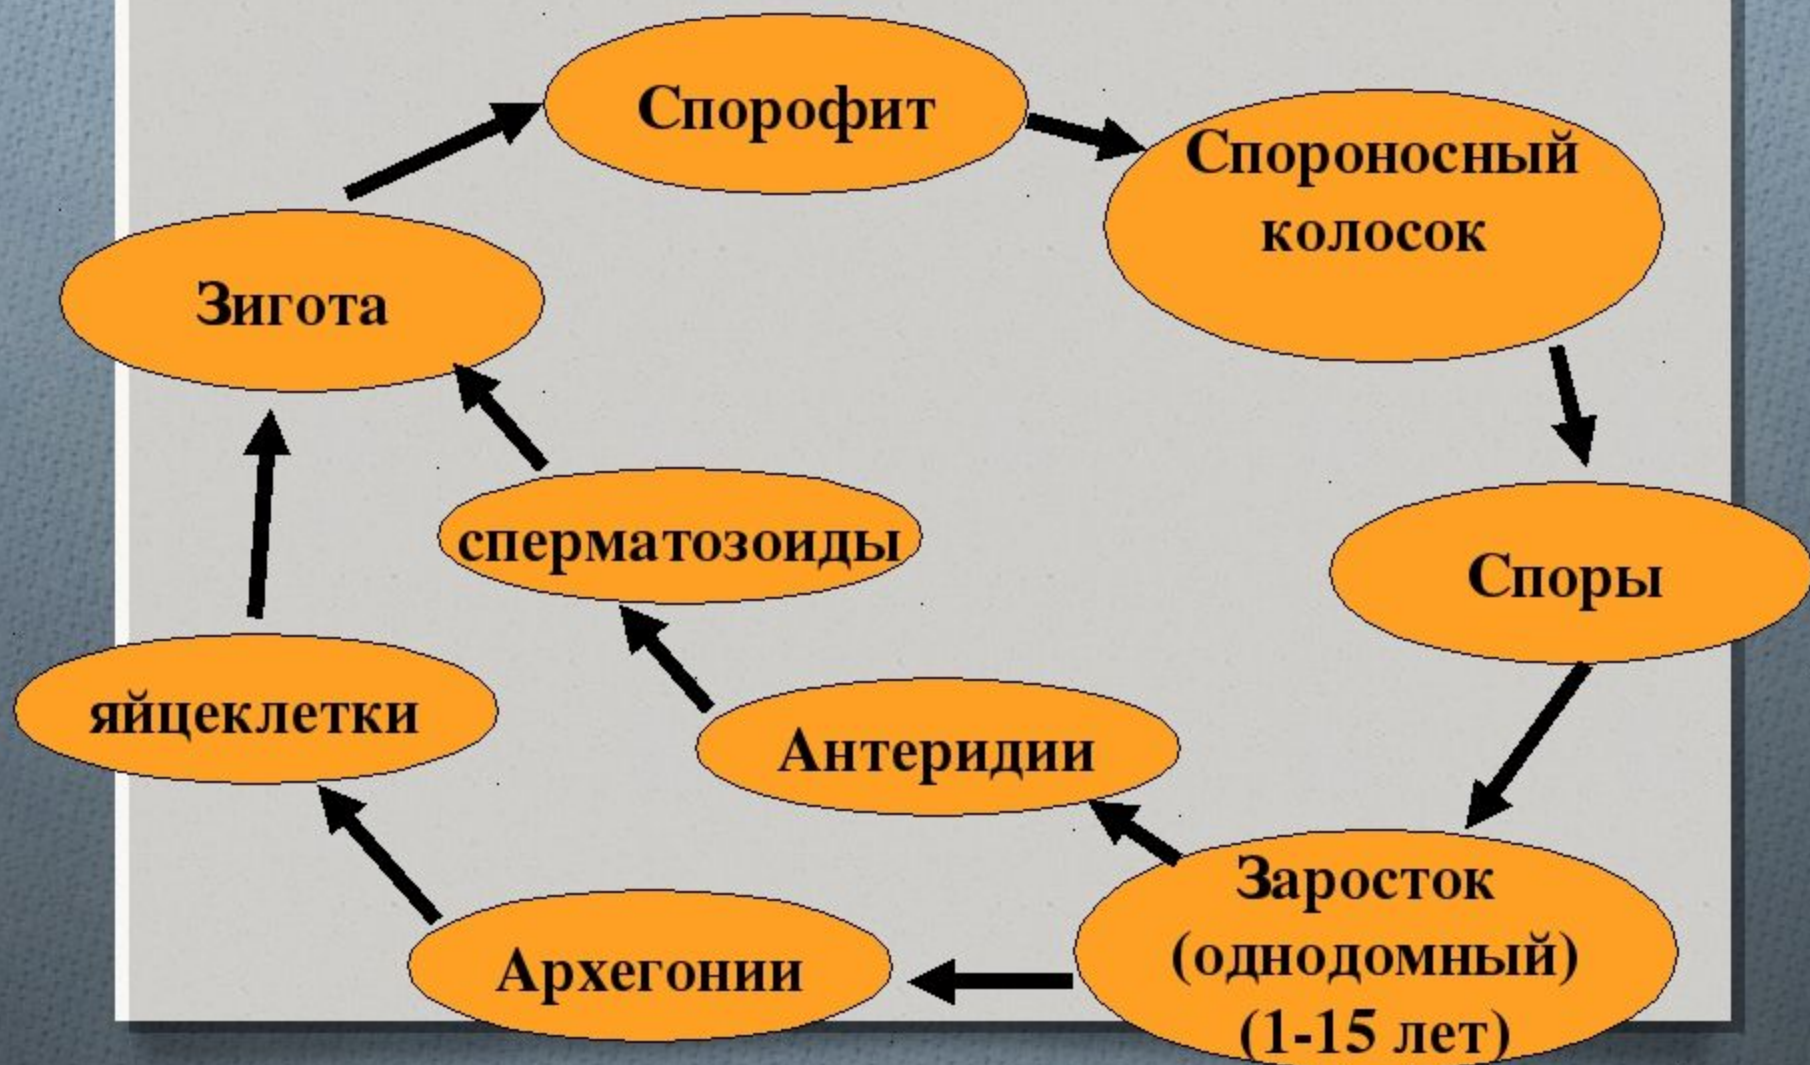 Спорофит
Спороносный
колосок
Зигота
сперматозоиды
Споры
яйцеклетки
Антеридии
Заросток
(однодомный)
(1-15 лет)
Архегонии